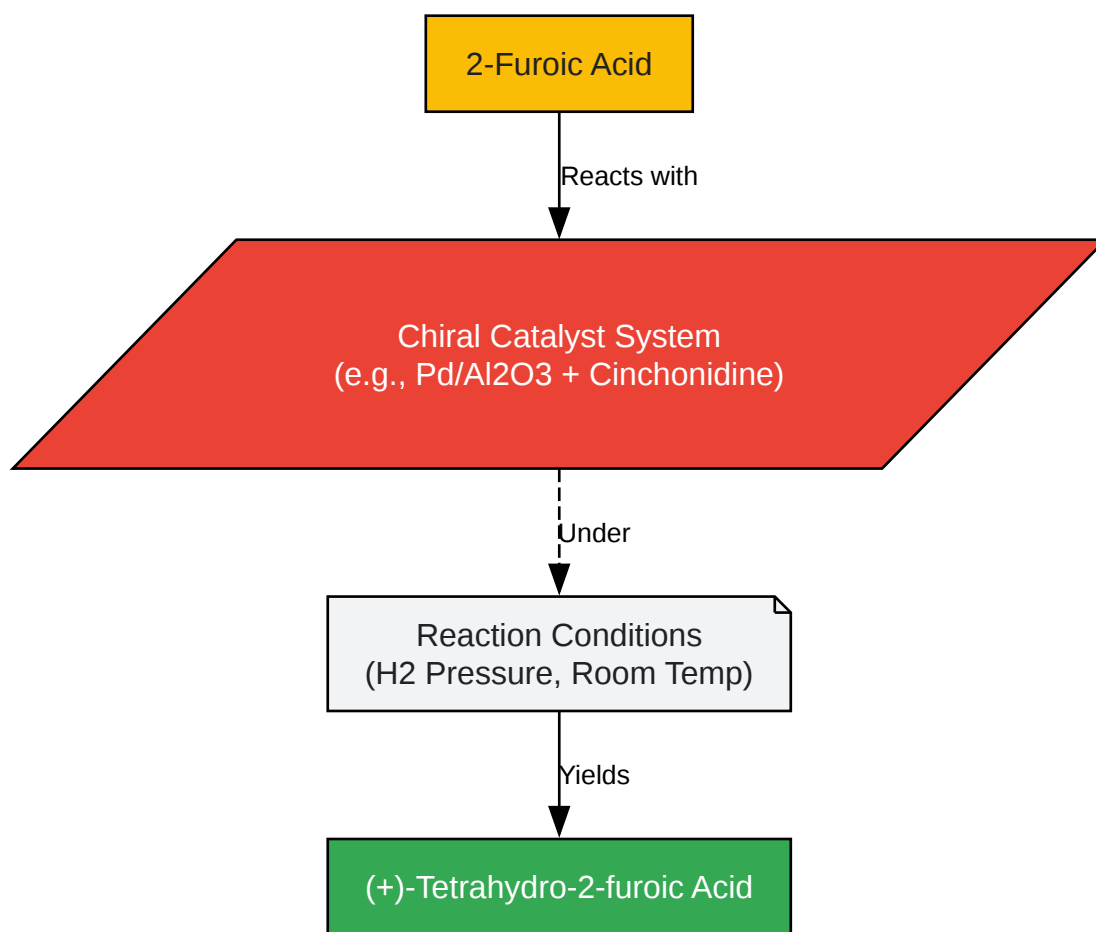 2-Furoic Acid
Reacts with
Chiral Catalyst System
(e.g., Pd/Al2O3 + Cinchonidine)
Under
Reaction Conditions
(H2 Pressure, Room Temp)
Yields
(+)-Tetrahydro-2-furoic Acid